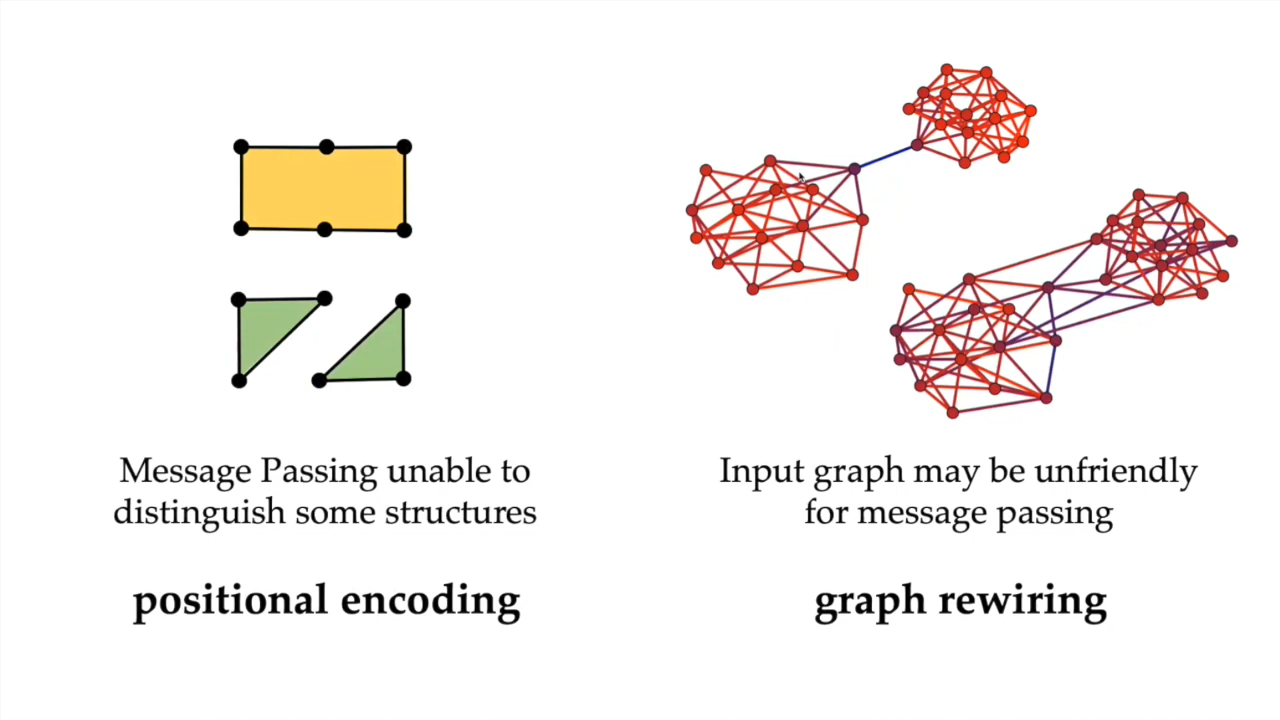 Message Passing unable to
distinguish some structures
positional encoding
Input graph may be unfriendly
for message passing
graph rewiring